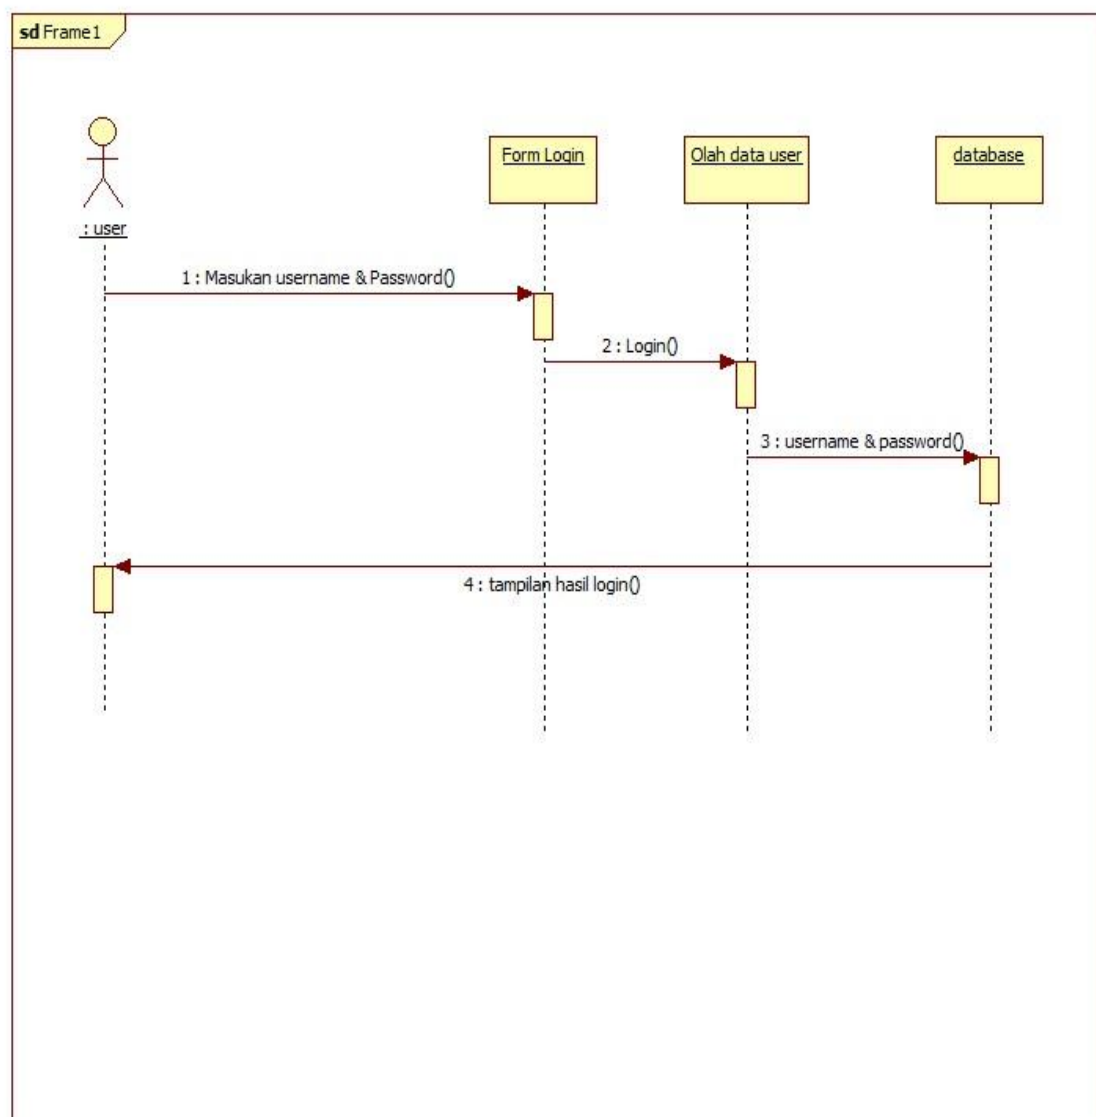 sd Frame1
: user
Form Login
Olah data user
database
1 : Masukan username & Password()
2 : Login()
3 : username & password()
4 : tampilan hasil login()